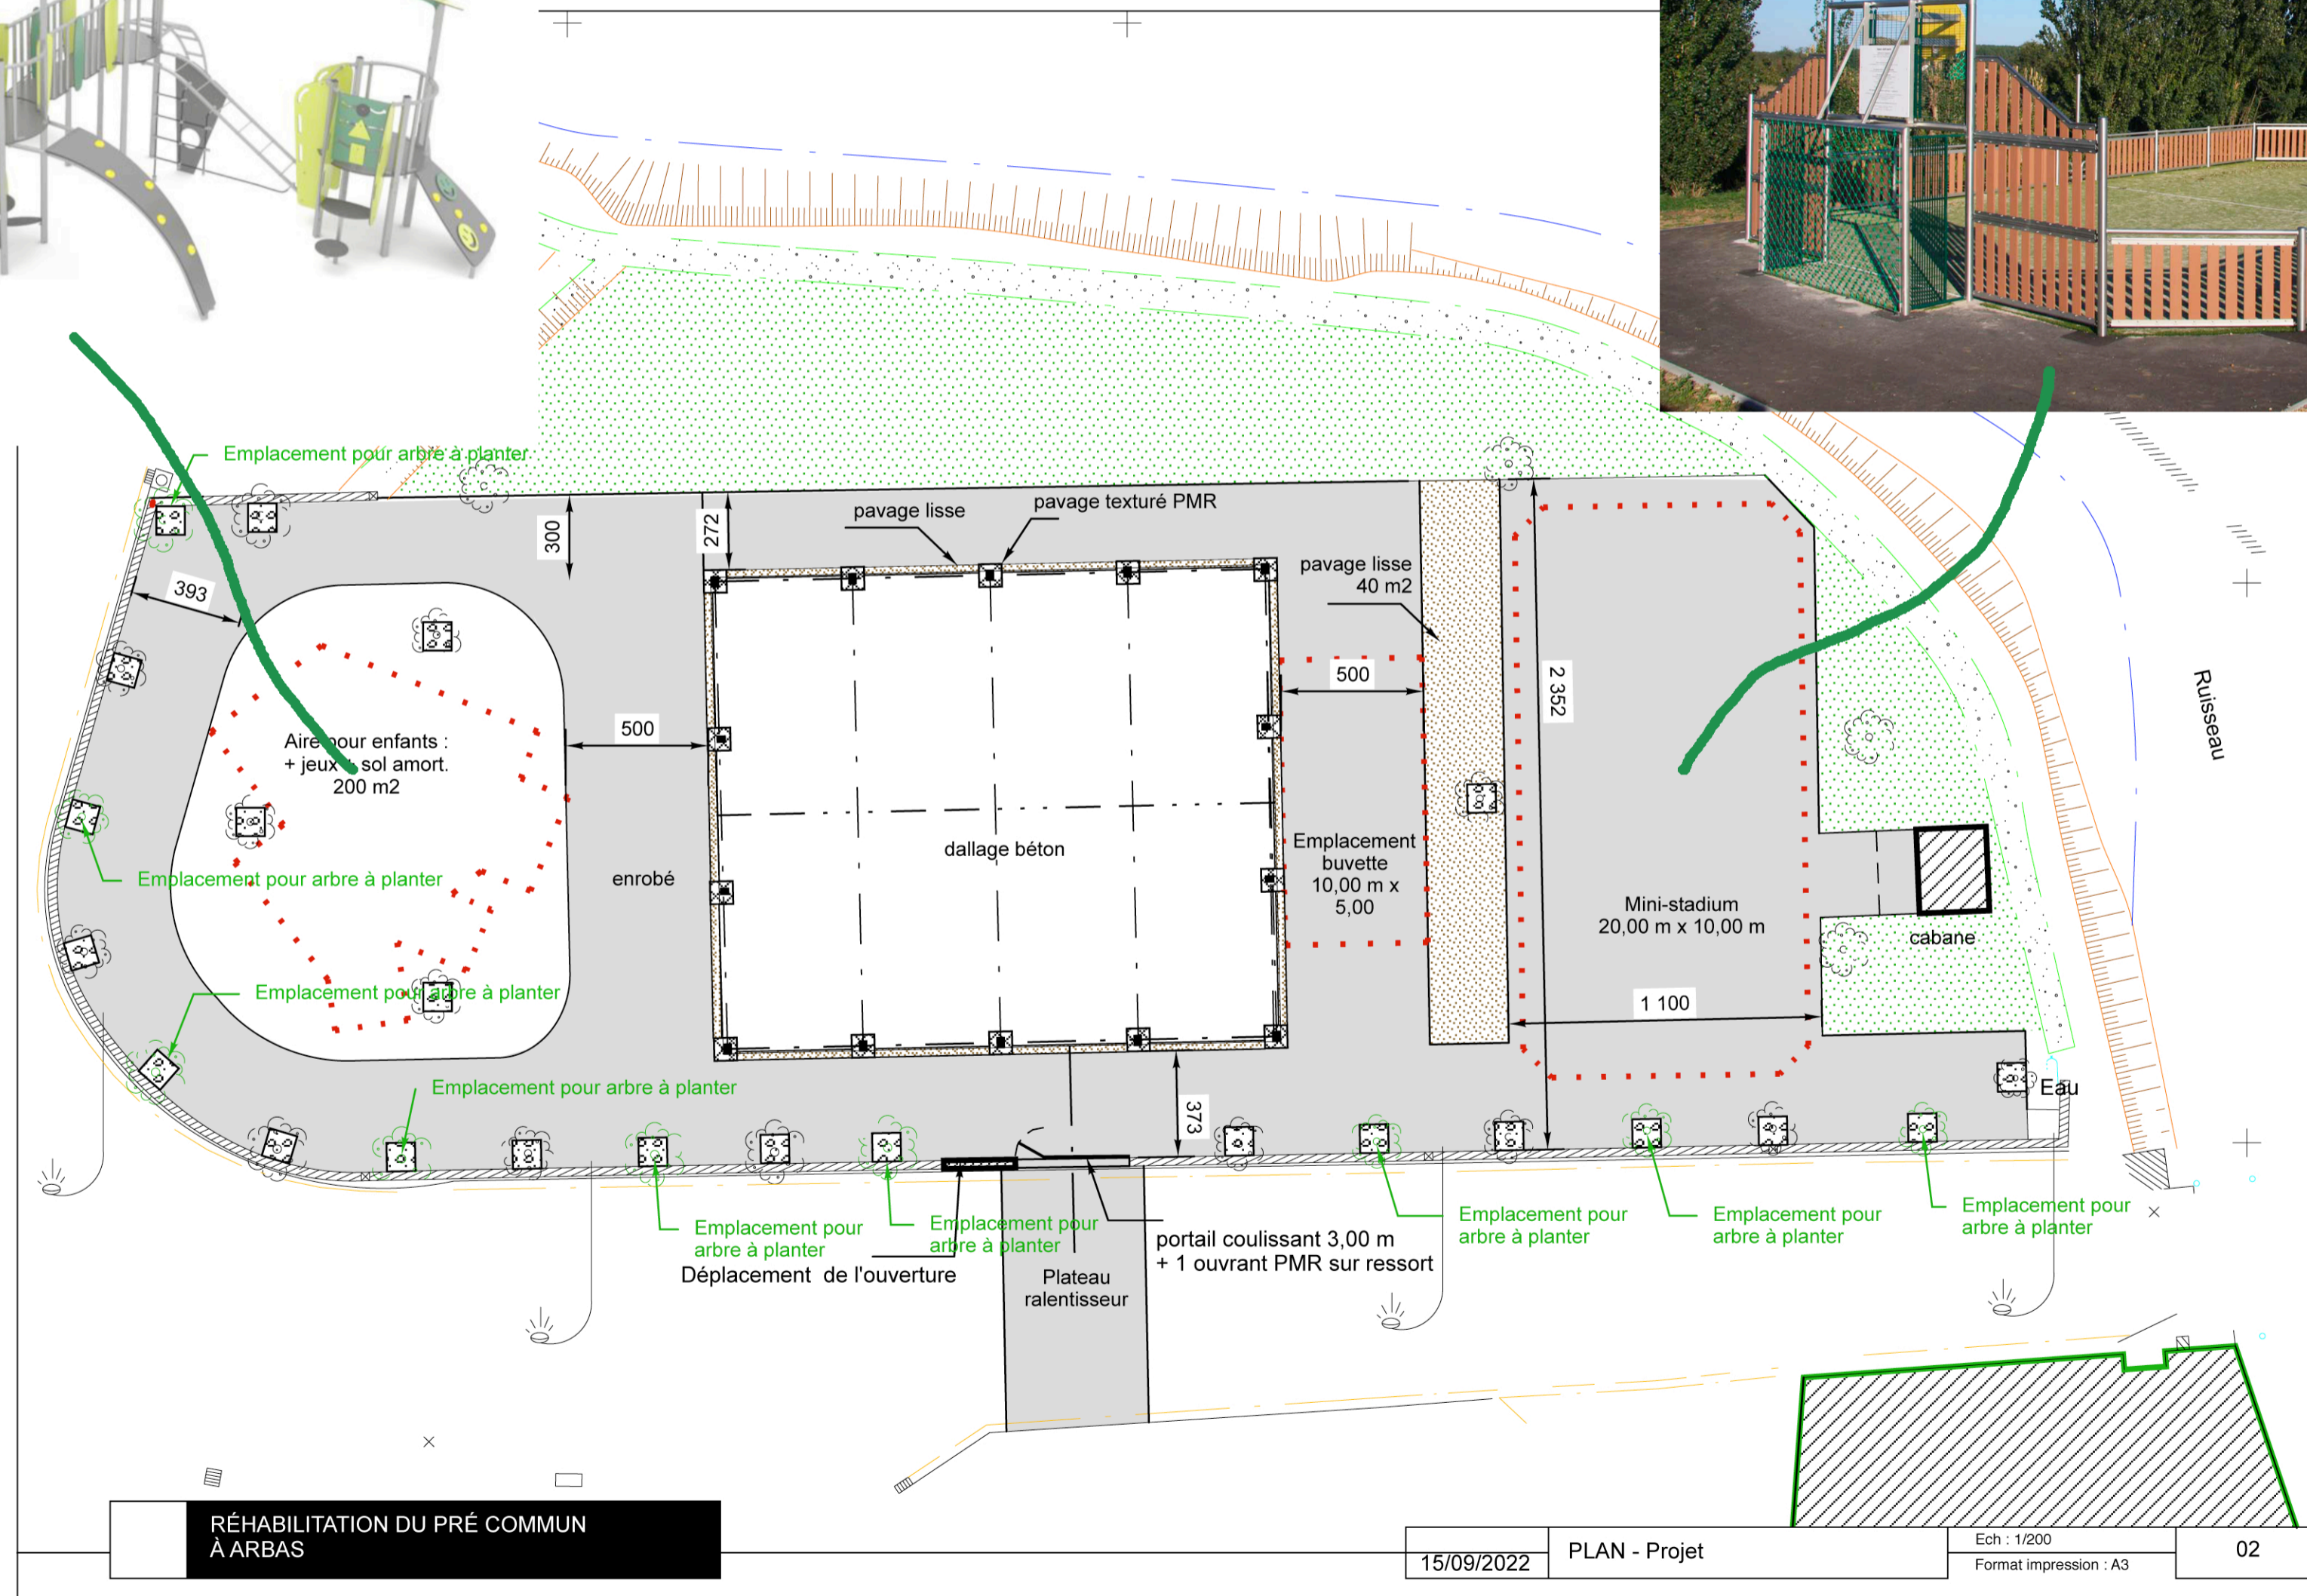 Emplacement pour arbre à planter
300
272
pavage lisse
pavage texturé PMR
pavage lisse
40 m2
393
500
500
2 352
Ruisseau
Aire pour enfants :
+ jeux + sol amort.
200 m2
enrobé
dallage béton
Emplacement
buvette
10,00 m x
5,00
Mini-stadium
20,00 m x 10,00 m
cabane
Emplacement pour arbre à planter
Emplacement pour arbre à planter
1 100
Emplacement pour arbre à planter
373
Eau
Emplacement pour
arbre à planter
Emplacement pour
arbre à planter
Déplacement de l'ouverture
portail coulissant 3,00 m
+ 1 ouvrant PMR sur ressort
Plateau
ralentisseur
Emplacement pour
arbre à planter
Emplacement pour
arbre à planter
Emplacement pour
arbre à planter
RÉHABILITATION DU PRÉ COMMUN
À ARBAS
15/09/2022
PLAN - Projet
Ech : 1/200
Format impression : A3
02